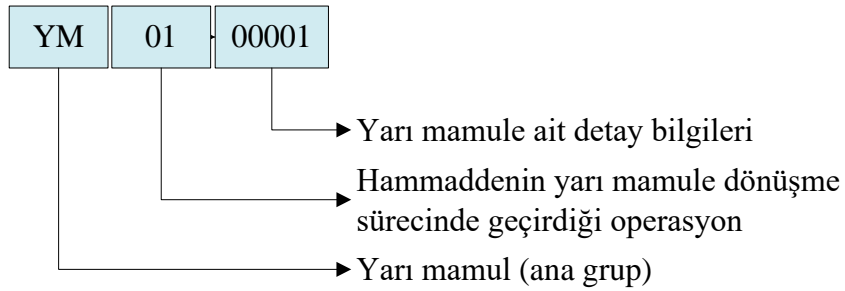 YM 01 00001
Yarı mamule ait detay bilgileri
Hammaddenin yarı mamule dönüşme
sürecinde geçirdiği operasyon
Yarı mamul (ana grup)